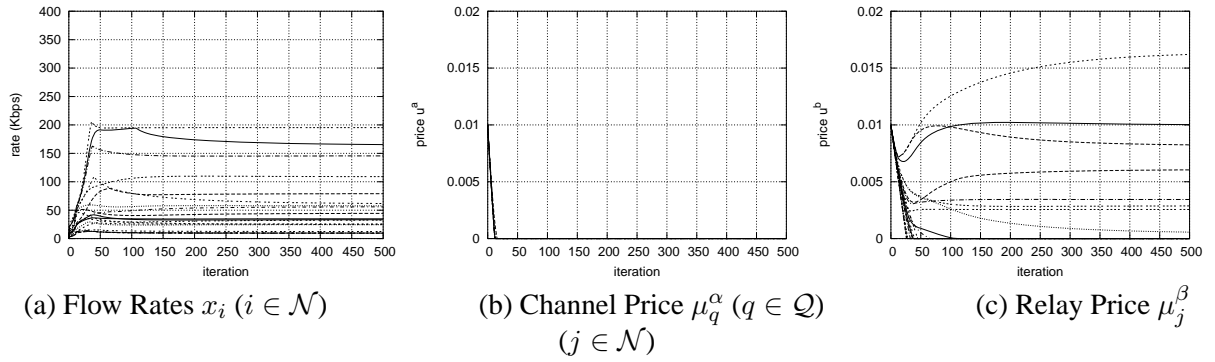 400
350
300
250
200
150
100
50
0
rate (Kbps)
0 50 100 150 200 250 300 350 400 450 500
iteration
0.02
0.015
0.01
0.005
0
price u^a
0 50 100 150 200 250 300 350 400 450 500
iteration
0.02
0.015
0.01
0.005
0
price u^b
0 50 100 150 200 250 300 350 400 450 500
iteration
(a) Flow Rates x_i (i ∈ 𝒩)
(b) Channel Price μ_q^α (q ∈ 𝒬)
(c) Relay Price μ_j^β
(j ∈ 𝒩)